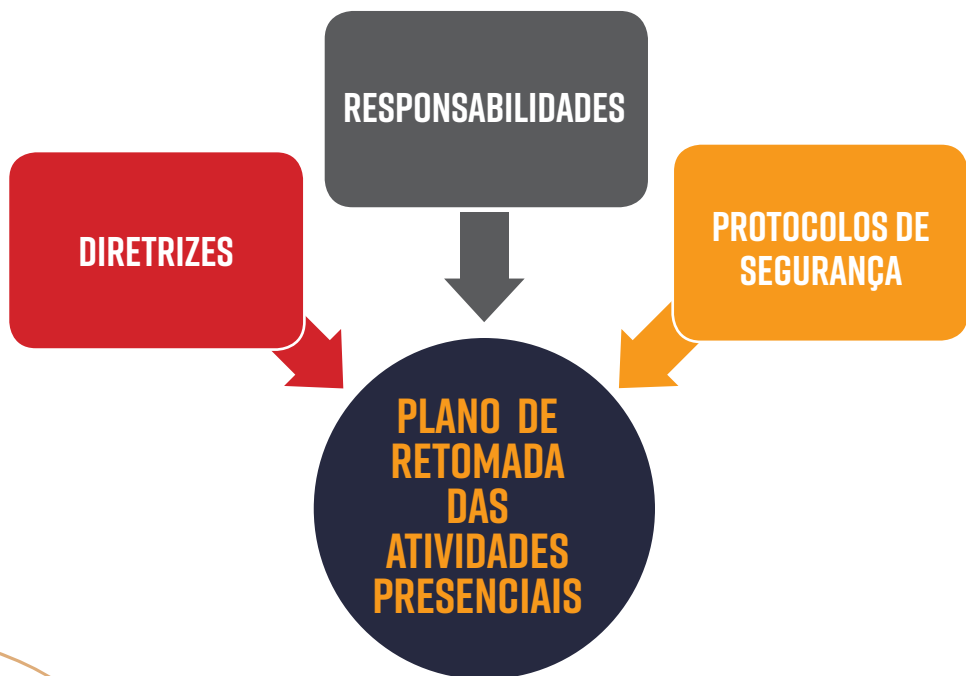 RESPONSABILIDADES
DIRETRIZES
PROTOCOLOS DE
SEGURANÇA
PLANO DE
RETOMADA
DAS
ATIVIDADES
PRESENCIAIS